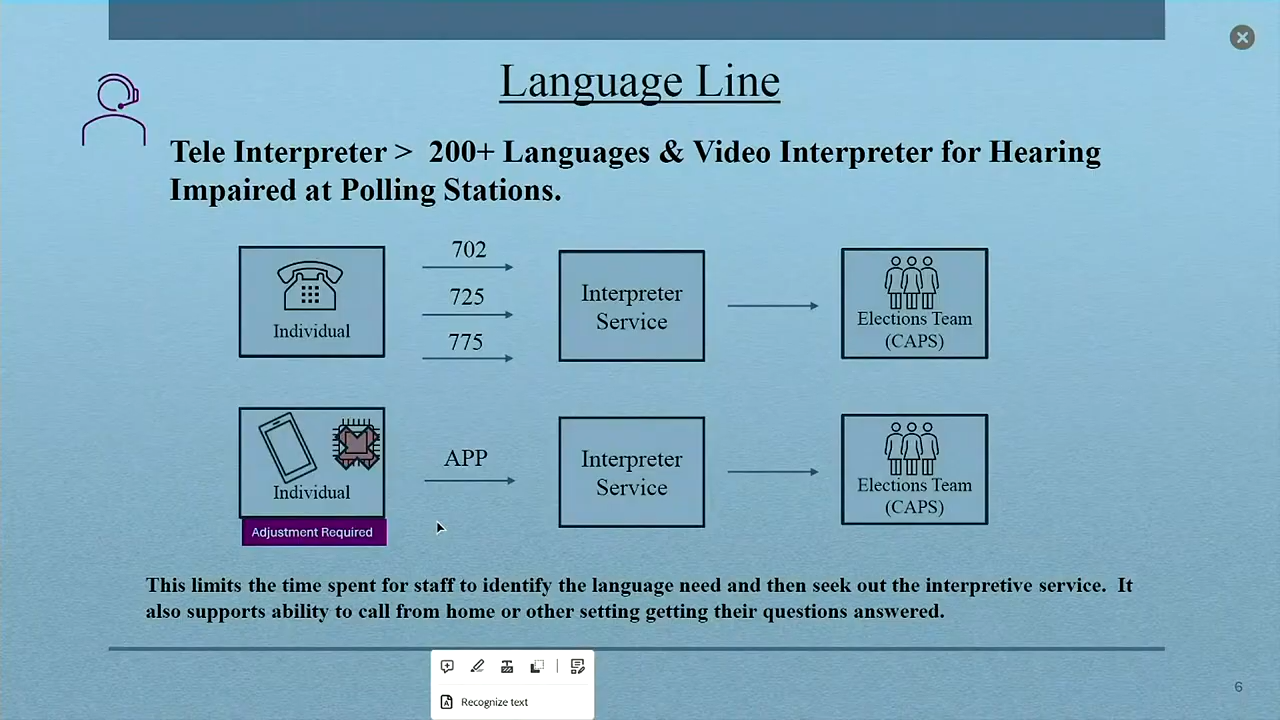 Language Line
Tele Interpreter > 200+ Languages & Video Interpreter for Hearing
Impaired at Polling Stations.
702
725
775
Individual
Interpreter
Service
Elections Team
(CAPS)
APP
Individual
Adjustment Required
Interpreter
Service
Elections Team
(CAPS)
This limits the time spent for staff to identify the language need and then seek out the interpretive service. It
also supports ability to call from home or other setting getting their questions answered.
Recognize text
6